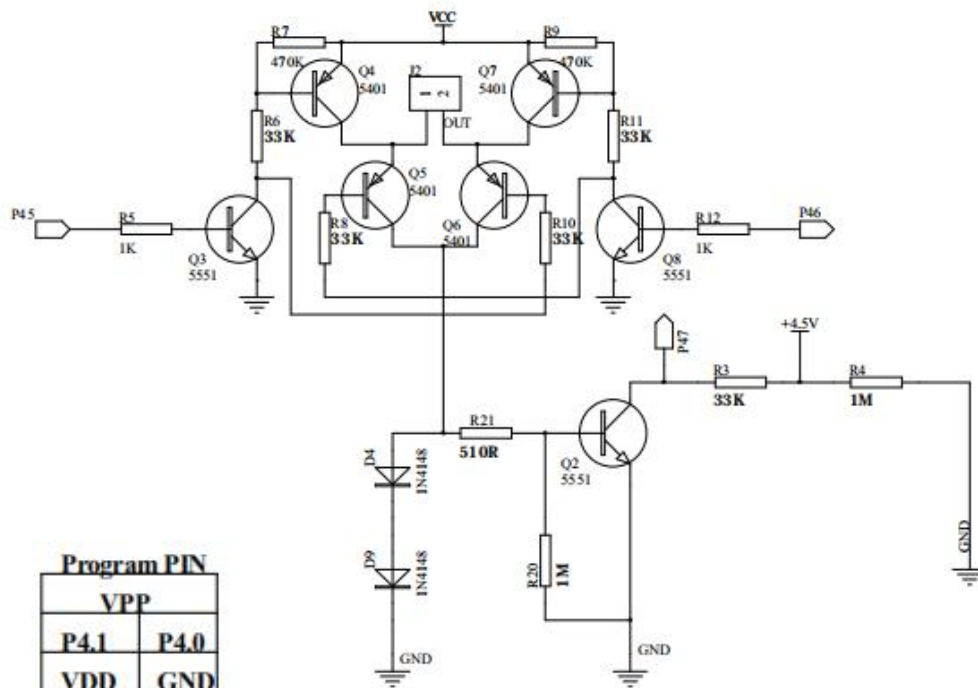 VCC
R7
470K
R9
470K
Q4
5401
J2
1 2
Q7
5401
OUT
R6
33K
R11
33K
Q5
5401
P45
R5
1K
Q3
5551
R8
33K
Q6
5401
R10
33K
Q8
5551
R12
1K
P46
P47
+4.5V
R3
33K
R4
1M
R21
510R
Q2
5551
D4
1N4148
D9
1N4148
R20
1M
GND
GND
GND
Program PIN
VPP
P4.1 P4.0
VDD GND